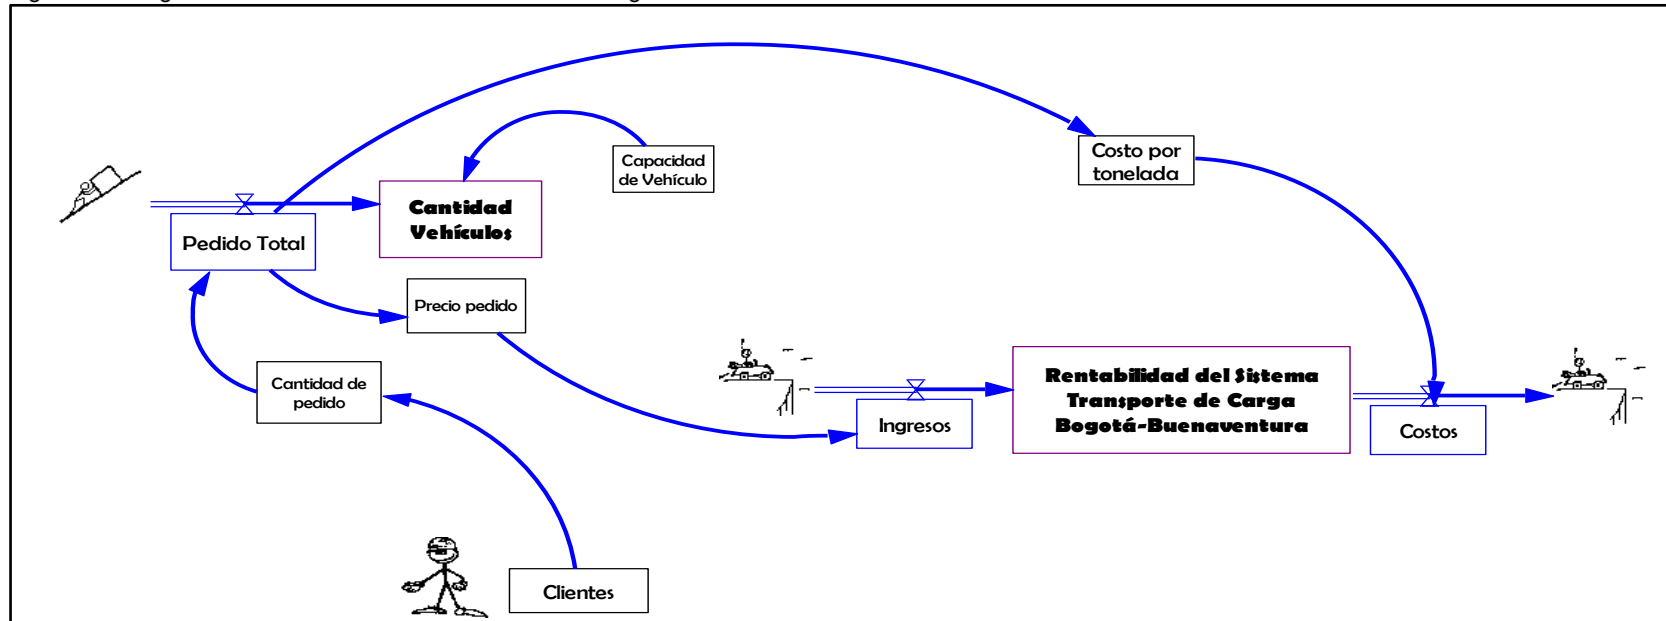 Capacidad
de Vehículo
Costo por
tonelada
Cantidad
Vehículos
Pedido Total
Precio pedido
Cantidad de
pedido
Rentabilidad del Sistema
Transporte de Carga
Bogotá-Buenaventura
Ingresos
Costos
Clientes